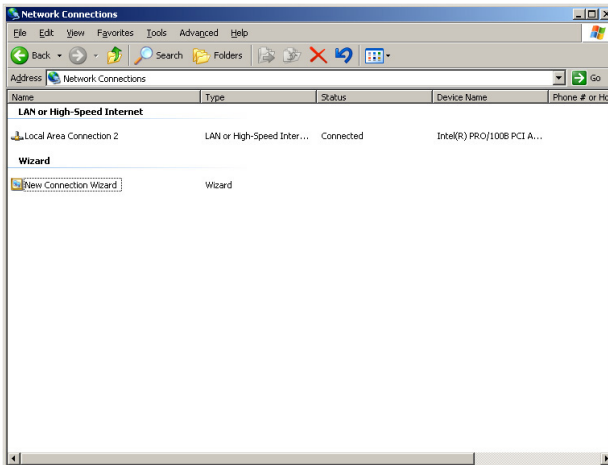 Network Connections
File Edit View Favorites Tools Advanced Help
Back Search Folders
Address Network Connections Go
Name Type Status Device Name Phone # or Ho
LAN or High-Speed Internet
Local Area Connection 2 LAN or High-Speed Inter... Connected Intel(R) PRO/100B PCI A...
Wizard
New Connection Wizard Wizard